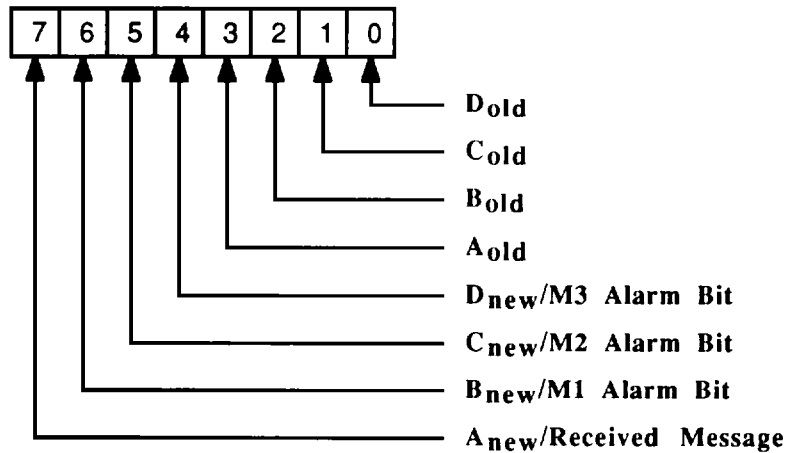 7 6 5 4 3 2 1 0
Dold
Cold
Bold
Aold
Dnew/M3 Alarm Bit
Cnew/M2 Alarm Bit
Bnew/M1 Alarm Bit
Anew/Received Message